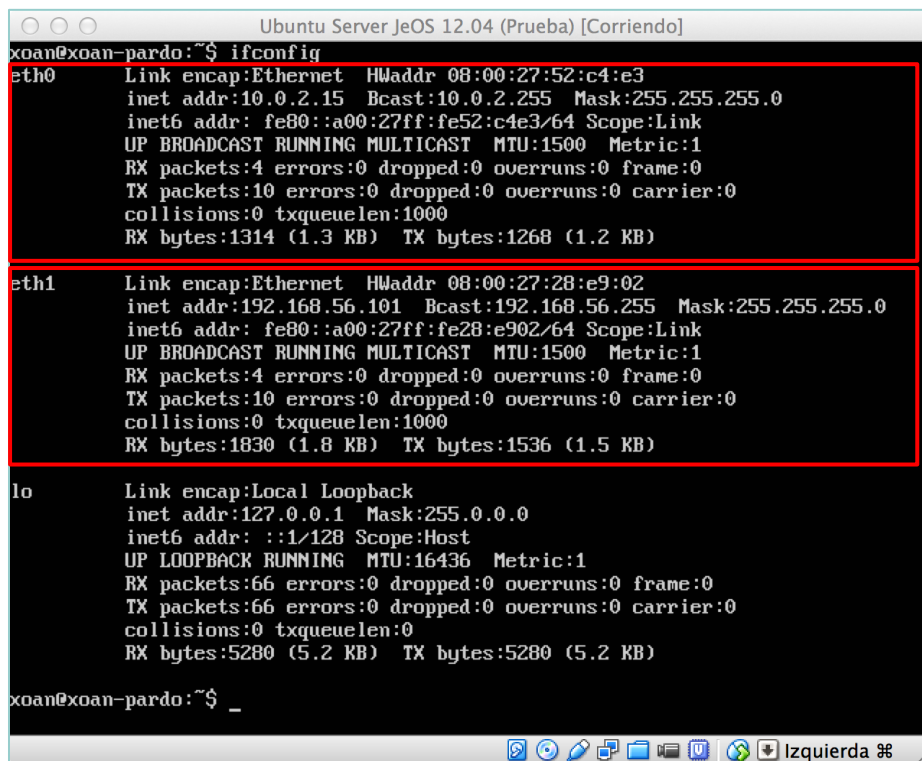 Ubuntu Server JeOS 12.04 (Prueba) [Corriendo]
xoan@xoan-pardo:~$ ifconfig
eth0 Link encap:Ethernet HWaddr 08:00:27:52:c4:e3
inet addr:10.0.2.15 Bcast:10.0.2.255 Mask:255.255.255.0
inet6 addr: fe80::a00:27ff:fe52:c4e3/64 Scope:Link
UP BROADCAST RUNNING MULTICAST MTU:1500 Metric:1
RX packets:4 errors:0 dropped:0 overruns:0 frame:0
TX packets:10 errors:0 dropped:0 overruns:0 carrier:0
collisions:0 txqueuelen:1000
RX bytes:1314 (1.3 KB) TX bytes:1268 (1.2 KB)
eth1 Link encap:Ethernet HWaddr 08:00:27:28:e9:02
inet addr:192.168.56.101 Bcast:192.168.56.255 Mask:255.255.255.0
inet6 addr: fe80::a00:27ff:fe28:e902/64 Scope:Link
UP BROADCAST RUNNING MULTICAST MTU:1500 Metric:1
RX packets:4 errors:0 dropped:0 overruns:0 frame:0
TX packets:10 errors:0 dropped:0 overruns:0 carrier:0
collisions:0 txqueuelen:1000
RX bytes:1830 (1.8 KB) TX bytes:1536 (1.5 KB)
lo Link encap:Local Loopback
inet addr:127.0.0.1 Mask:255.0.0.0
inet6 addr: ::1/128 Scope:Host
UP LOOPBACK RUNNING MTU:16436 Metric:1
RX packets:66 errors:0 dropped:0 overruns:0 frame:0
TX packets:66 errors:0 dropped:0 overruns:0 carrier:0
collisions:0 txqueuelen:0
RX bytes:5280 (5.2 KB) TX bytes:5280 (5.2 KB)
xoan@xoan-pardo:~$ _
Izquierda ⌘